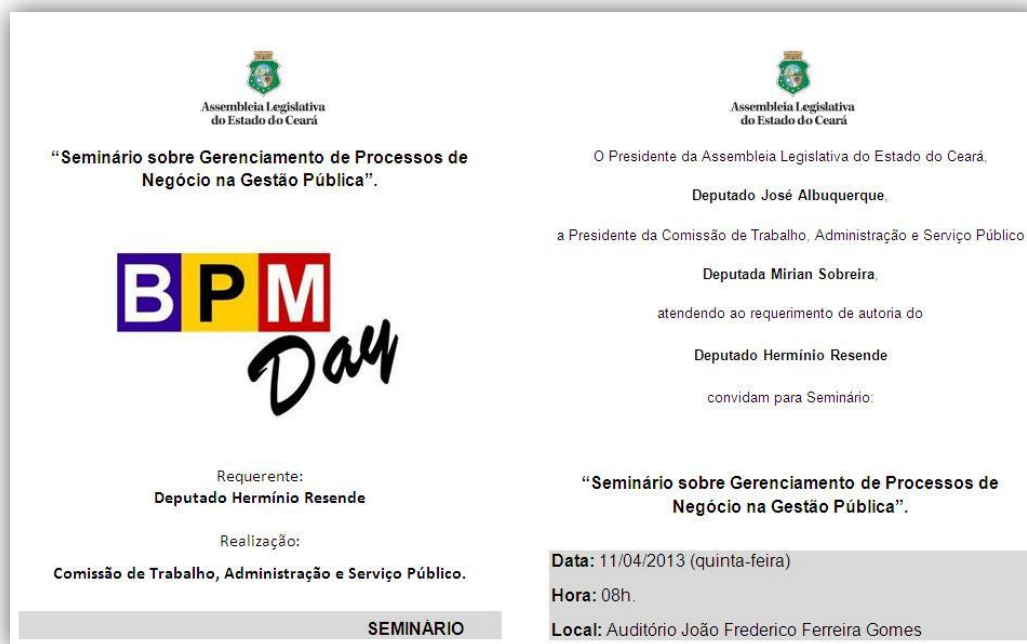 Assembleia Legislativa
do Estado do Ceará
“Seminário sobre Gerenciamento de Processos de
Negócio na Gestão Pública”.
BPM
Day
Requerente:
Deputado Hermínio Resende
Realização:
Comissão de Trabalho, Administração e Serviço Público.
SEMINÁRIO
Assembleia Legislativa
do Estado do Ceará
O Presidente da Assembleia Legislativa do Estado do Ceará,
Deputado José Albuquerque,
a Presidente da Comissão de Trabalho, Administração e Serviço Público
Deputada Mirian Sobreira,
atendendo ao requerimento de autoria do
Deputado Hermínio Resende
convidam para Seminário:
“Seminário sobre Gerenciamento de Processos de
Negócio na Gestão Pública”.
Data: 11/04/2013 (quinta-feira)
Hora: 08h.
Local: Auditório João Frederico Ferreira Gomes